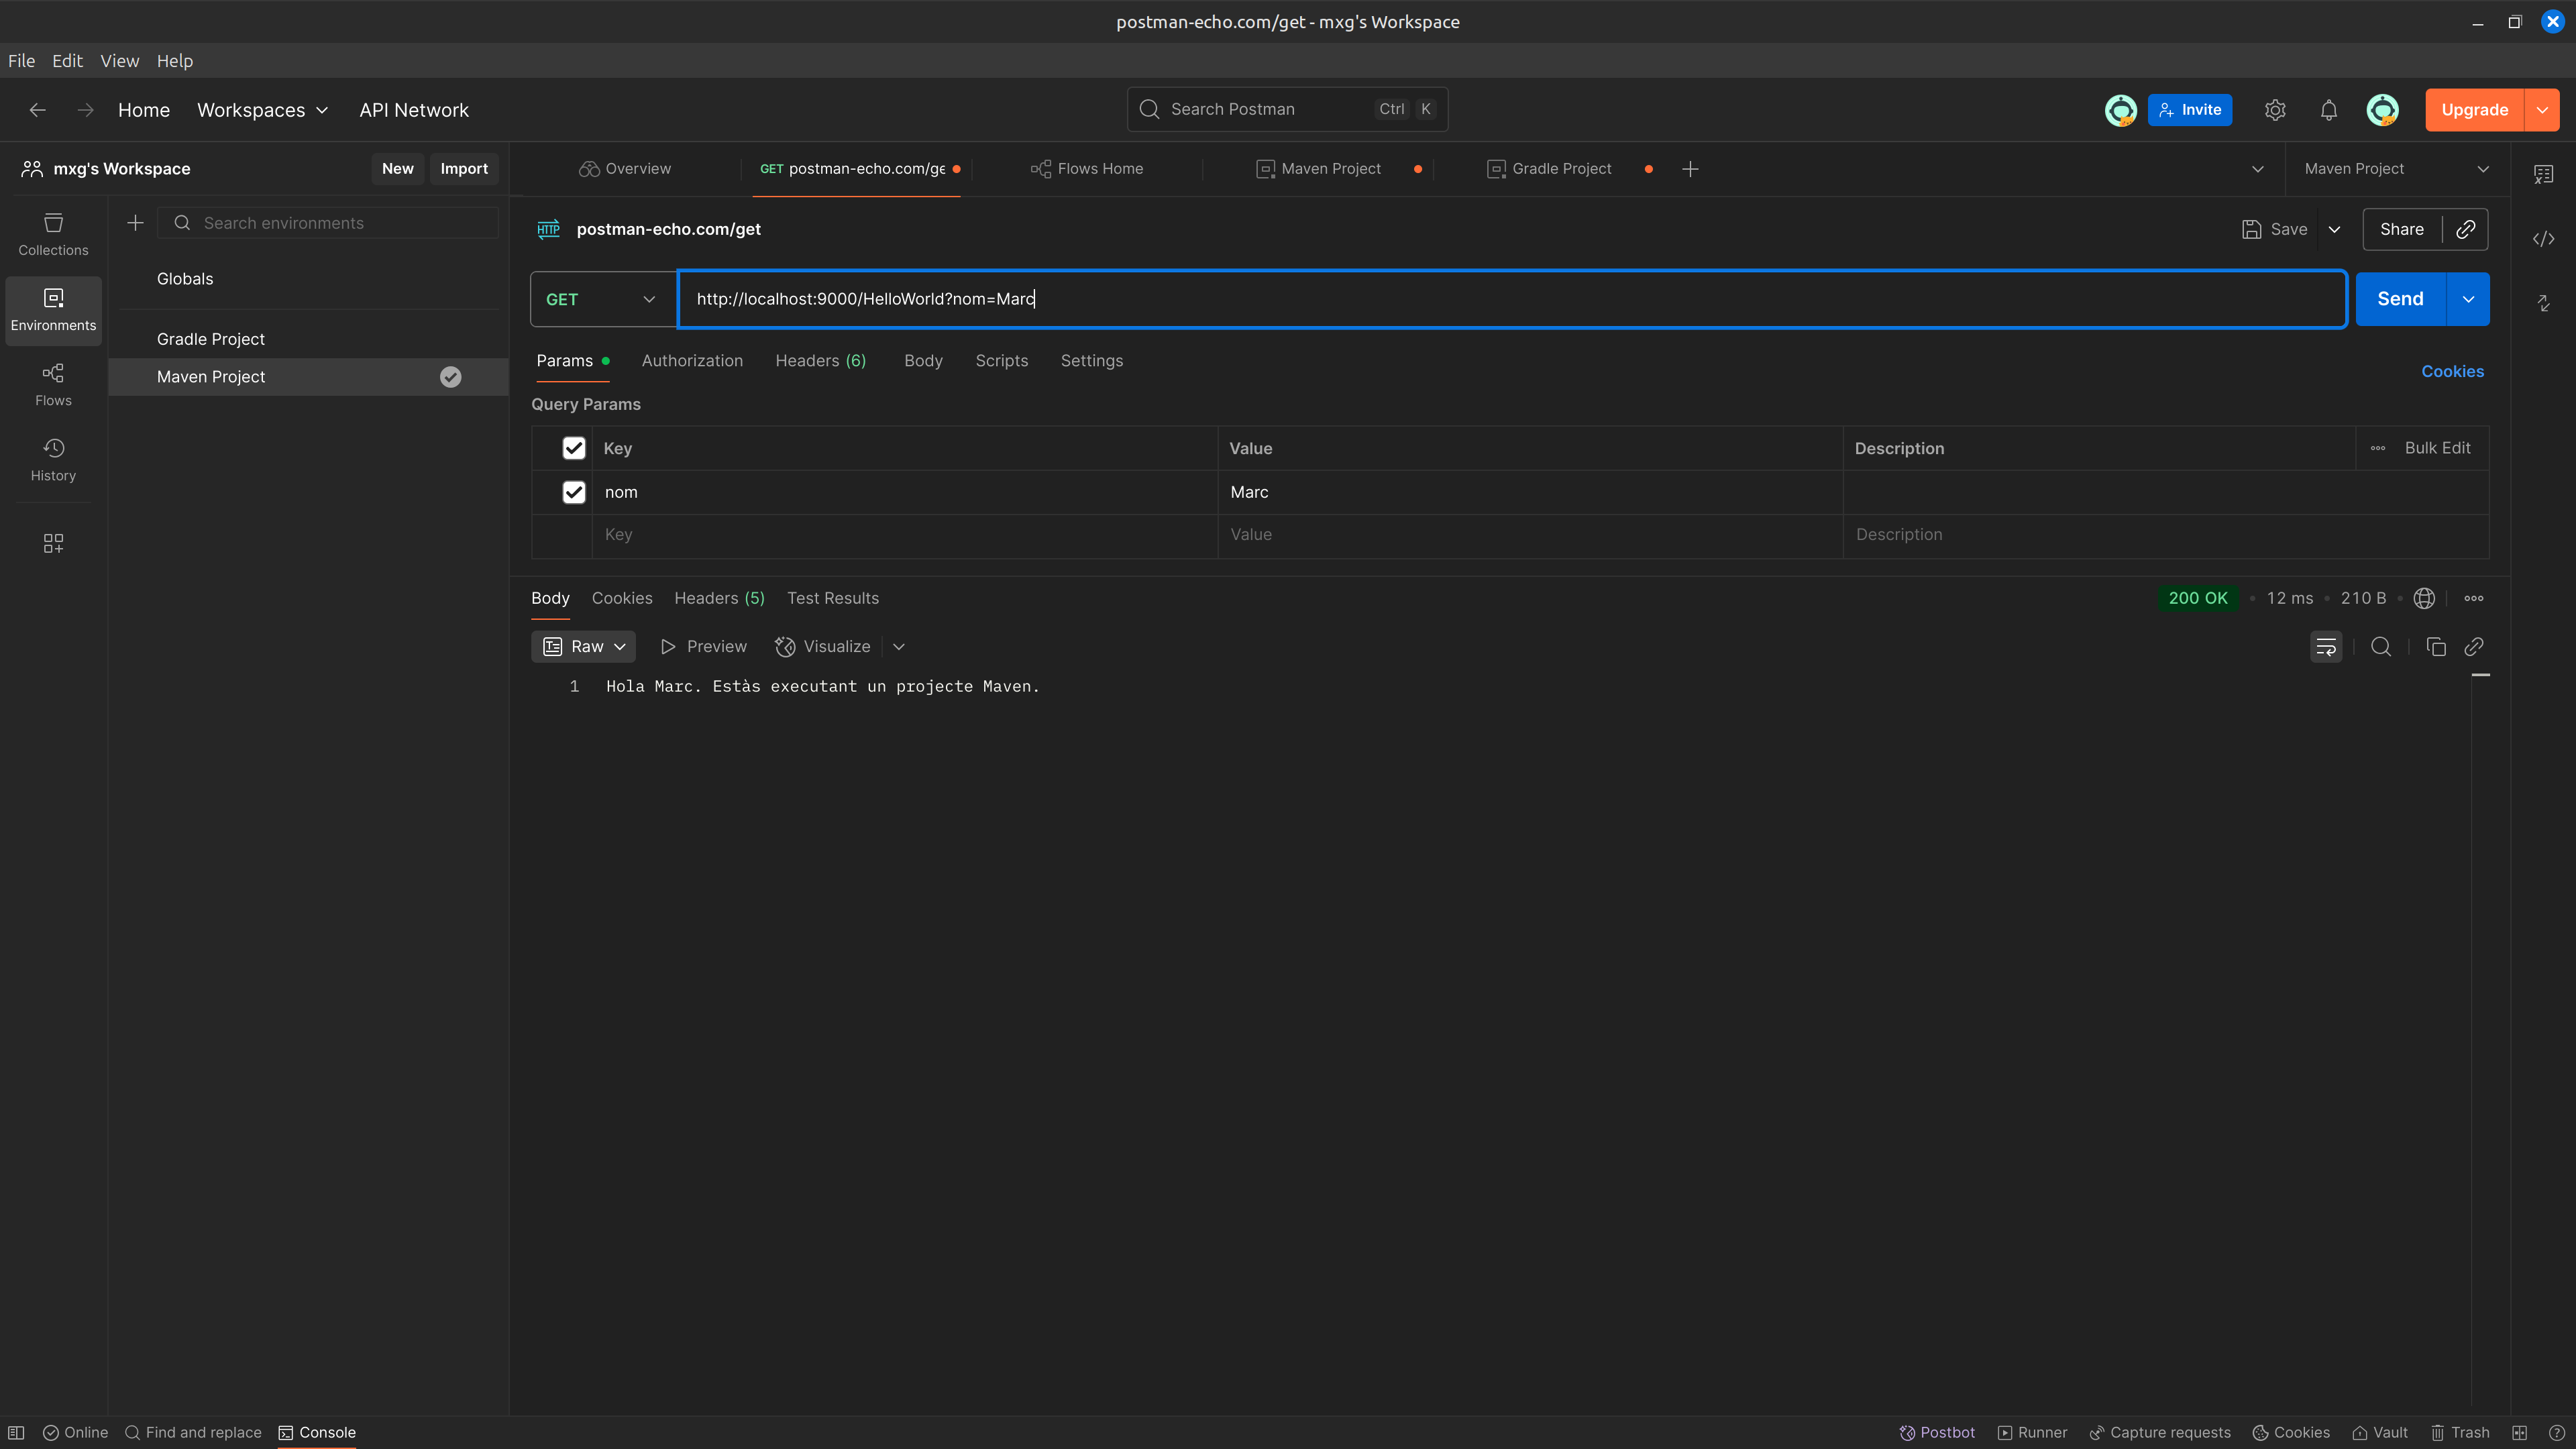 postman-echo.com/get - mxg's Workspace
File Edit View Help
Home Workspaces API Network
Search Postman Ctrl K
Invite
Upgrade
mxg's Workspace New Import
Overview
GET postman-echo.com/ge
Flows Home
Maven Project
Gradle Project
Maven Project
Collections
Environments
Flows
History
Search environments
Globals
Gradle Project
Maven Project
HTTP postman-echo.com/get
Save
Share
GET
http://localhost:9000/HelloWorld?nom=Marc
Send
Params Authorization Headers (6) Body Scripts Settings
Cookies
Query Params
Key Value Description Bulk Edit
nom Marc
Key Value Description
Body Cookies Headers (5) Test Results
200 OK 12 ms 210 B
Raw Preview Visualize
1 Hola Marc. Estàs executant un projecte Maven.
Online Find and replace Console
Postbot Runner Capture requests Cookies Vault Trash